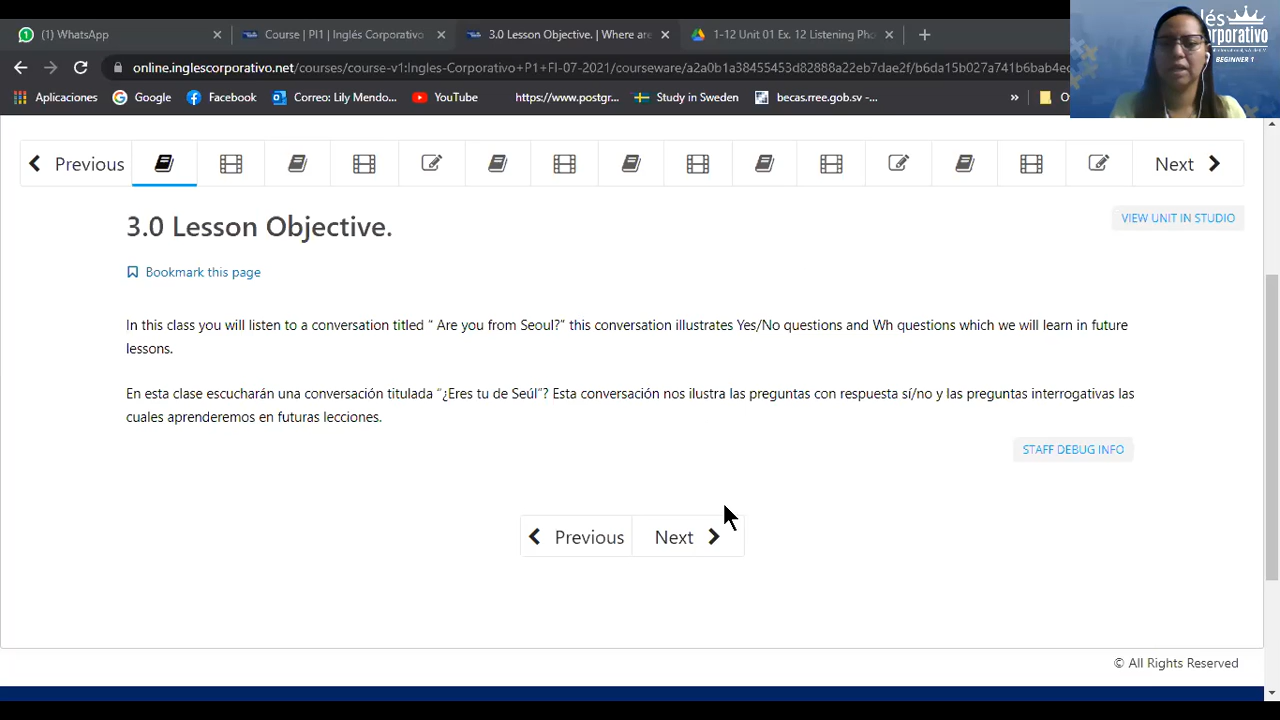 (1) WhatsApp
Course | PI1 | Inglés Corporativo
3.0 Lesson Objective. | Where are
1-12 Unit 01 Ex. 12 Listening Pho
online.inglescorporativo.net/courses/course-v1:Ingles-Corporativo+PI1-07-2021/courseware/
Aplicaciones
Google
Facebook
Correo: Lily Mendo...
YouTube
https://www.postgr...
Study in Sweden
becas.rree.gob.sv -...
»
Corporativo
BEGINNER 1
Previous
Next
3.0 Lesson Objective.
VIEW UNIT IN STUDIO
Bookmark this page
In this class you will listen to a conversation titled “ Are you from Seoul?” this conversation illustrates Yes/No questions and Wh questions which we will learn in future
lessons.
En esta clase escucharán una conversación titulada “¿Eres tu de Seúl”? Esta conversación nos ilustra las preguntas con respuesta sí/no y las preguntas interrogativas las
cuales aprenderemos en futuras lecciones.
STAFF DEBUG INFO
Previous
Next
© All Rights Reserved